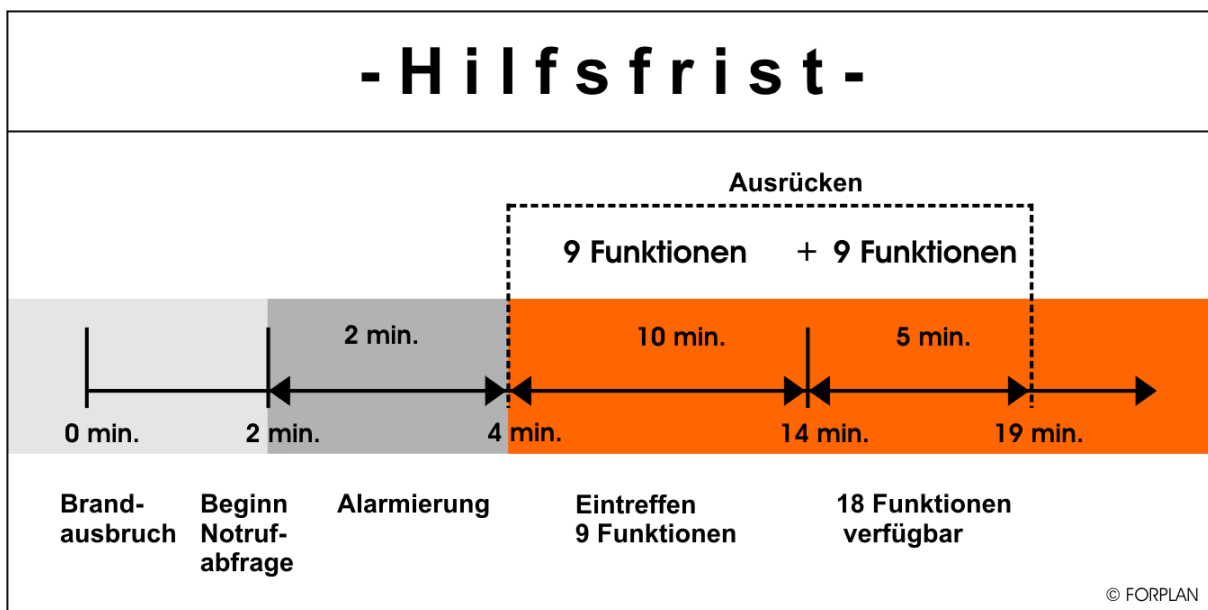 - H i l f s f r i s t -
Ausrücken
9 Funktionen + 9 Funktionen
2 min. 10 min. 5 min.
0 min. 2 min. 4 min. 14 min. 19 min.
Brand-
ausbruch
Beginn
Notruf-
abfrage
Alarmierung
Eintreffen
9 Funktionen
18 Funktionen
verfügbar
© FORPLAN